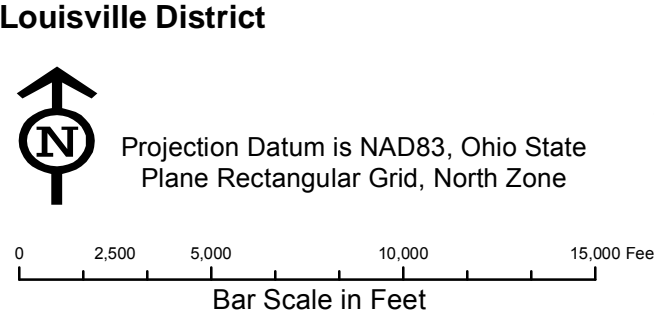 Louisville District
N
Projection Datum is NAD83, Ohio State
Plane Rectangular Grid, North Zone
0 2,500 5,000 10,000 15,000 Fee
Bar Scale in Feet